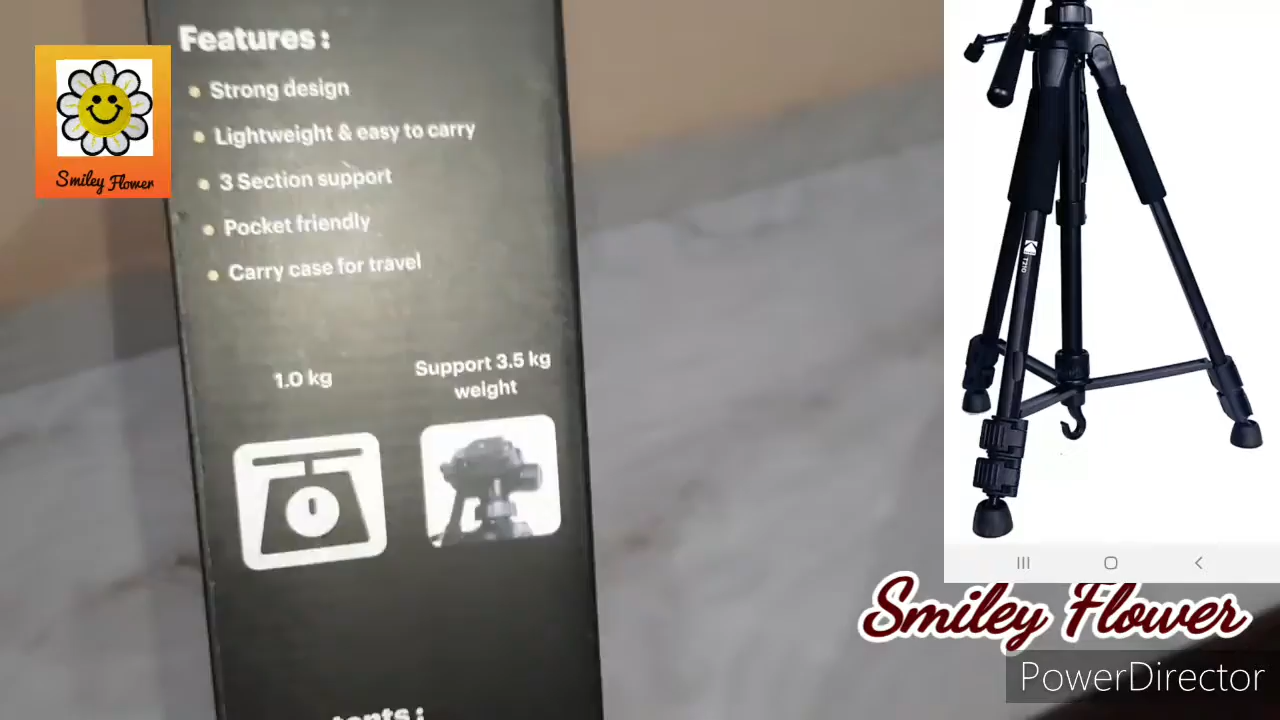 Features :
Strong design
Lightweight & easy to carry
3 Section support
Pocket friendly
Carry case for travel
1.0 kg
Support 3.5 kg
weight
Smiley Flower
T210
Smiley Flower
PowerDirector